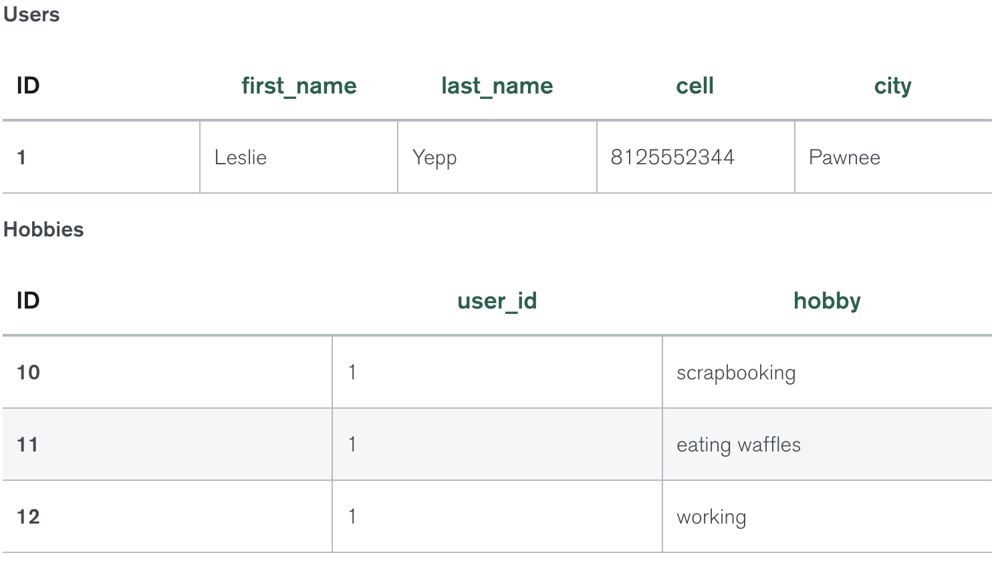 Users
ID first_name last_name cell city
1 Leslie Yepp 8125552344 Pawnee
Hobbies
ID user_id hobby
10 1 scrapbooking
11 1 eating waffles
12 1 working